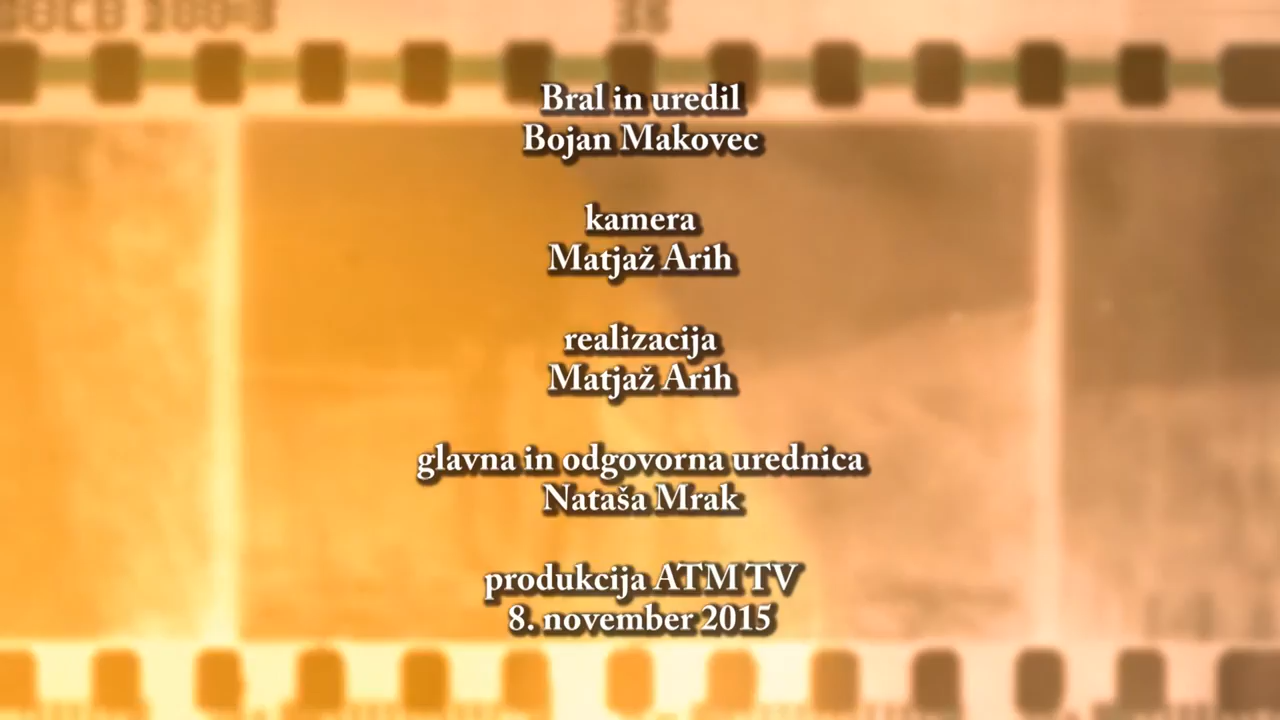 Bral in uredil
Bojan Makovec
kamera
Matjaž Arih
realizacija
Matjaž Arih
glavna in odgovorna urednica
Nataša Mrak
produkcija ATM TV
8. november 2015